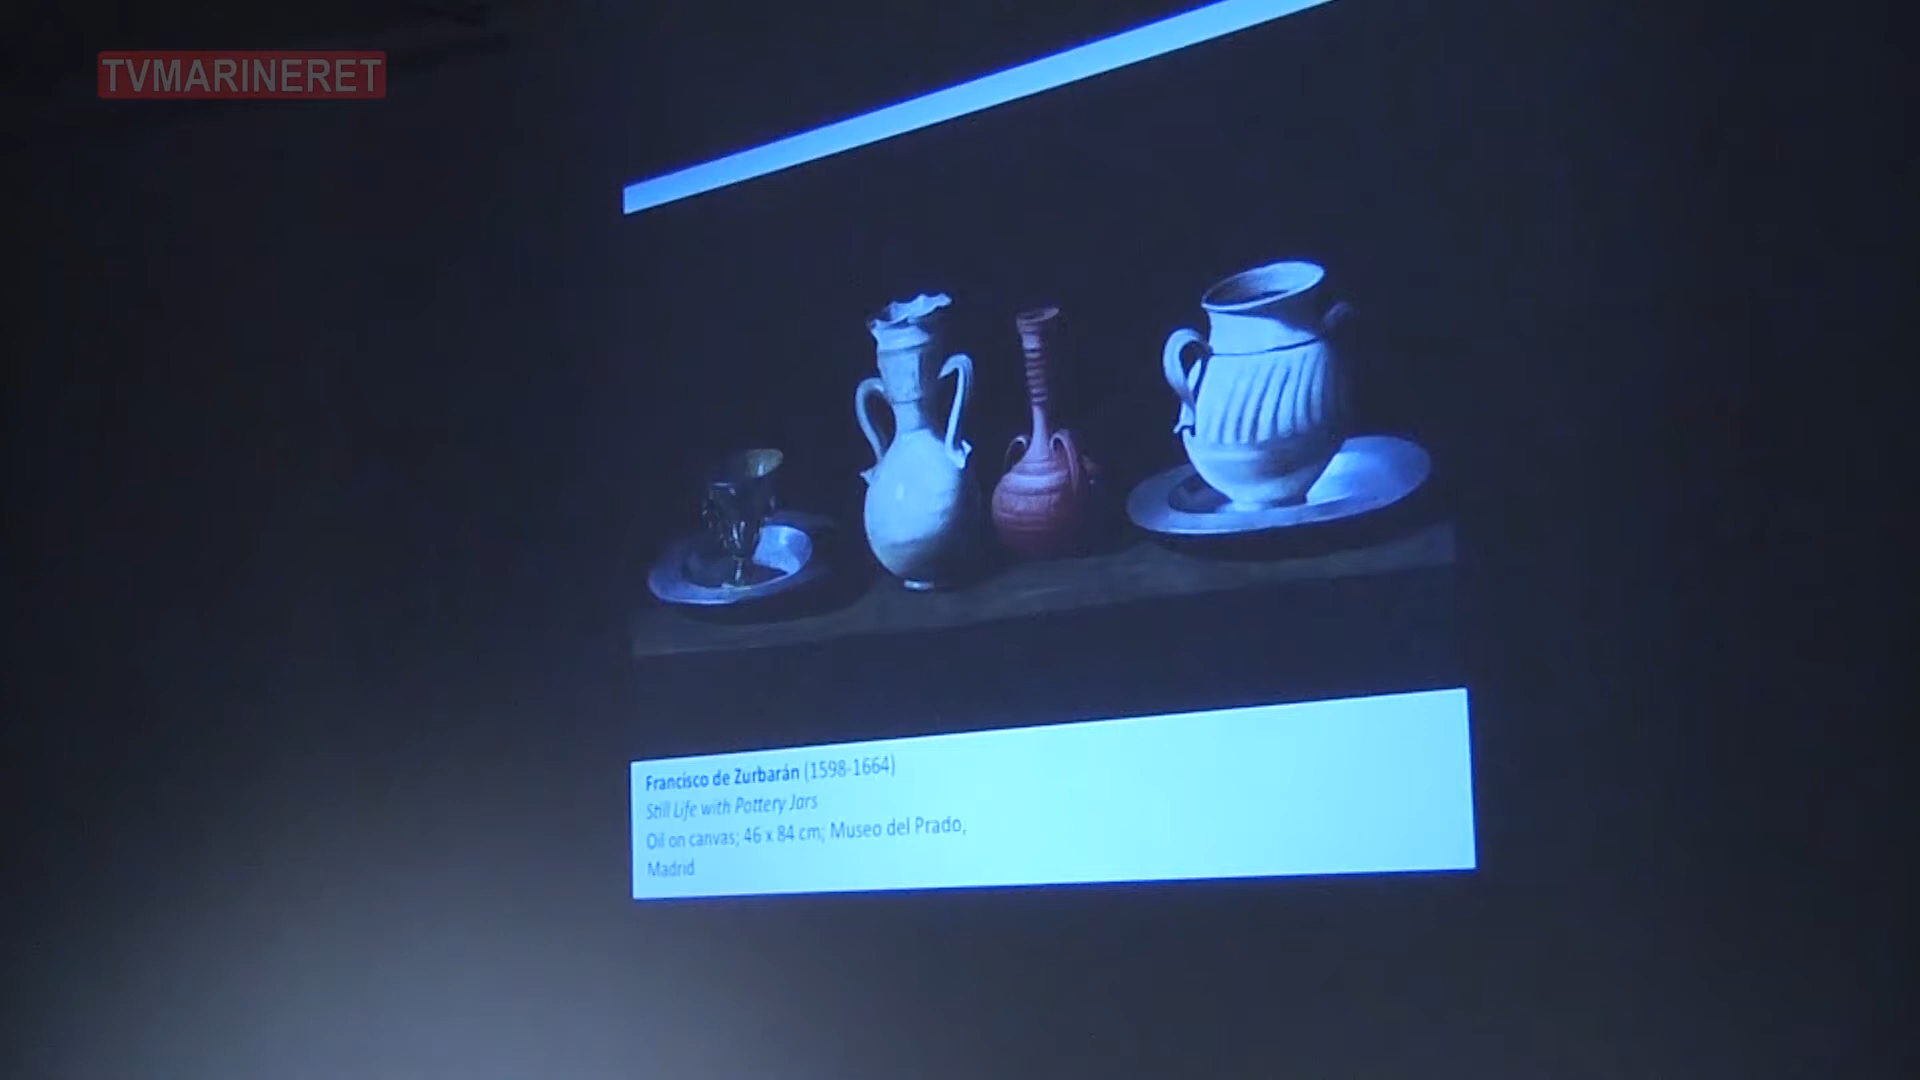 TVMARINERET
Francisco de Zurbarán (1598-1664)
Still Life with Pottery Jars
Oil on canvas; 46 x 84 cm; Museo del Prado,
Madrid